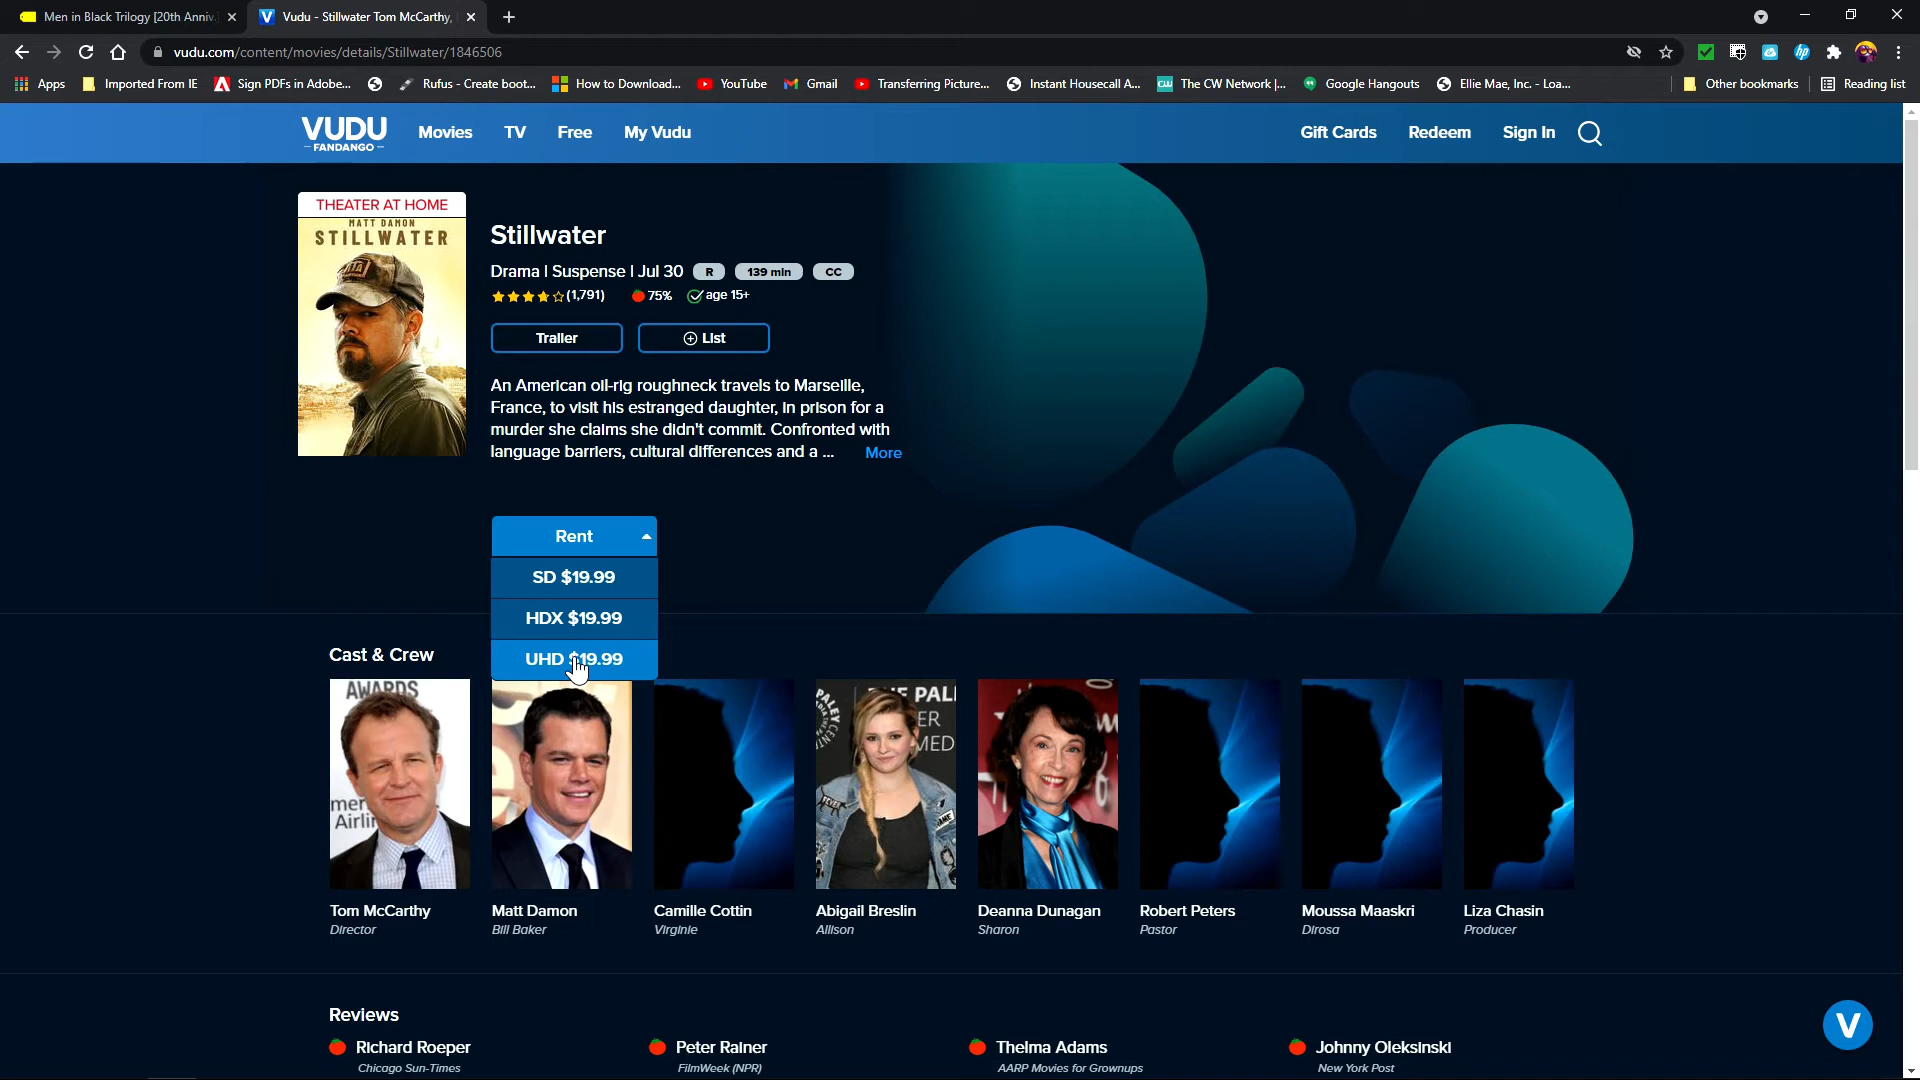 Men in Black Trilogy [20th Anniv.
Vudu - Stillwater Tom McCarthy,
vudu.com/content/movies/details/Stillwater/1846506
Apps
Imported From IE
Sign PDFs in Adobe...
Rufus - Create boot...
How to Download...
YouTube
Gmail
Transferring Picture...
Instant Housecall A...
The CW Network |...
Google Hangouts
Ellie Mae, Inc. - Loa...
Other bookmarks
Reading list
VUDU
FANDANGO
Movies
TV
Free
My Vudu
Gift Cards
Redeem
Sign In
THEATER AT HOME
MATT DAMON
STILLWATER
Stillwater
Drama | Suspense | Jul 30 R 139 min CC
(1,791) 75% age 15+
Trailer
List
An American oil-rig roughneck travels to Marseille,
France, to visit his estranged daughter, in prison for a
murder she claims she didn't commit. Confronted with
language barriers, cultural differences and a ... More
Rent
SD $19.99
HDX $19.99
UHD $19.99
Cast & Crew
AWARDS
Airlin
THE PALE
PALEY
MED
FEVER
Tom McCarthy
Director
Matt Damon
Bill Baker
Camille Cottin
Virginie
Abigail Breslin
Allison
Deanna Dunagan
Sharon
Robert Peters
Pastor
Moussa Maaskri
Dirosa
Liza Chasin
Producer
Reviews
Richard Roeper
Chicago Sun-Times
Peter Rainer
FilmWeek (NPR)
Thelma Adams
AARP Movies for Grownups
Johnny Oleksinski
New York Post
V